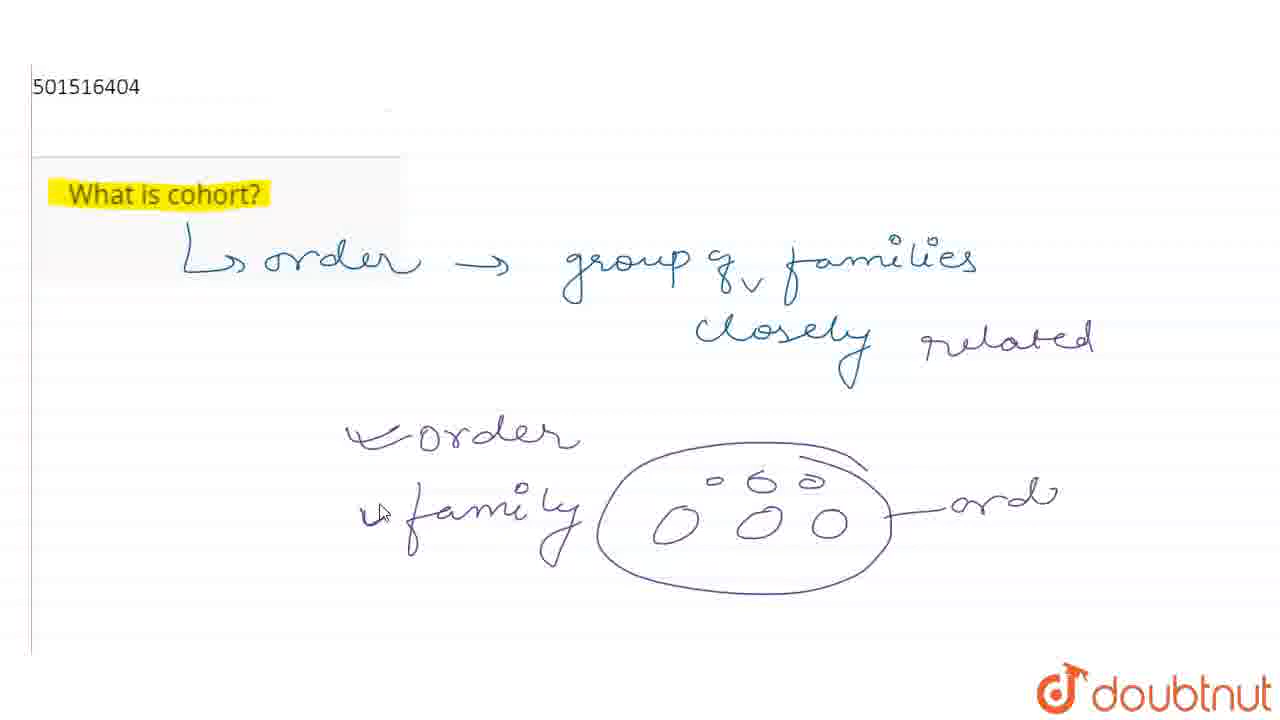 501516404
What is cohort?
↳ order → group of families
closely related
order
family
ord
doubtnut